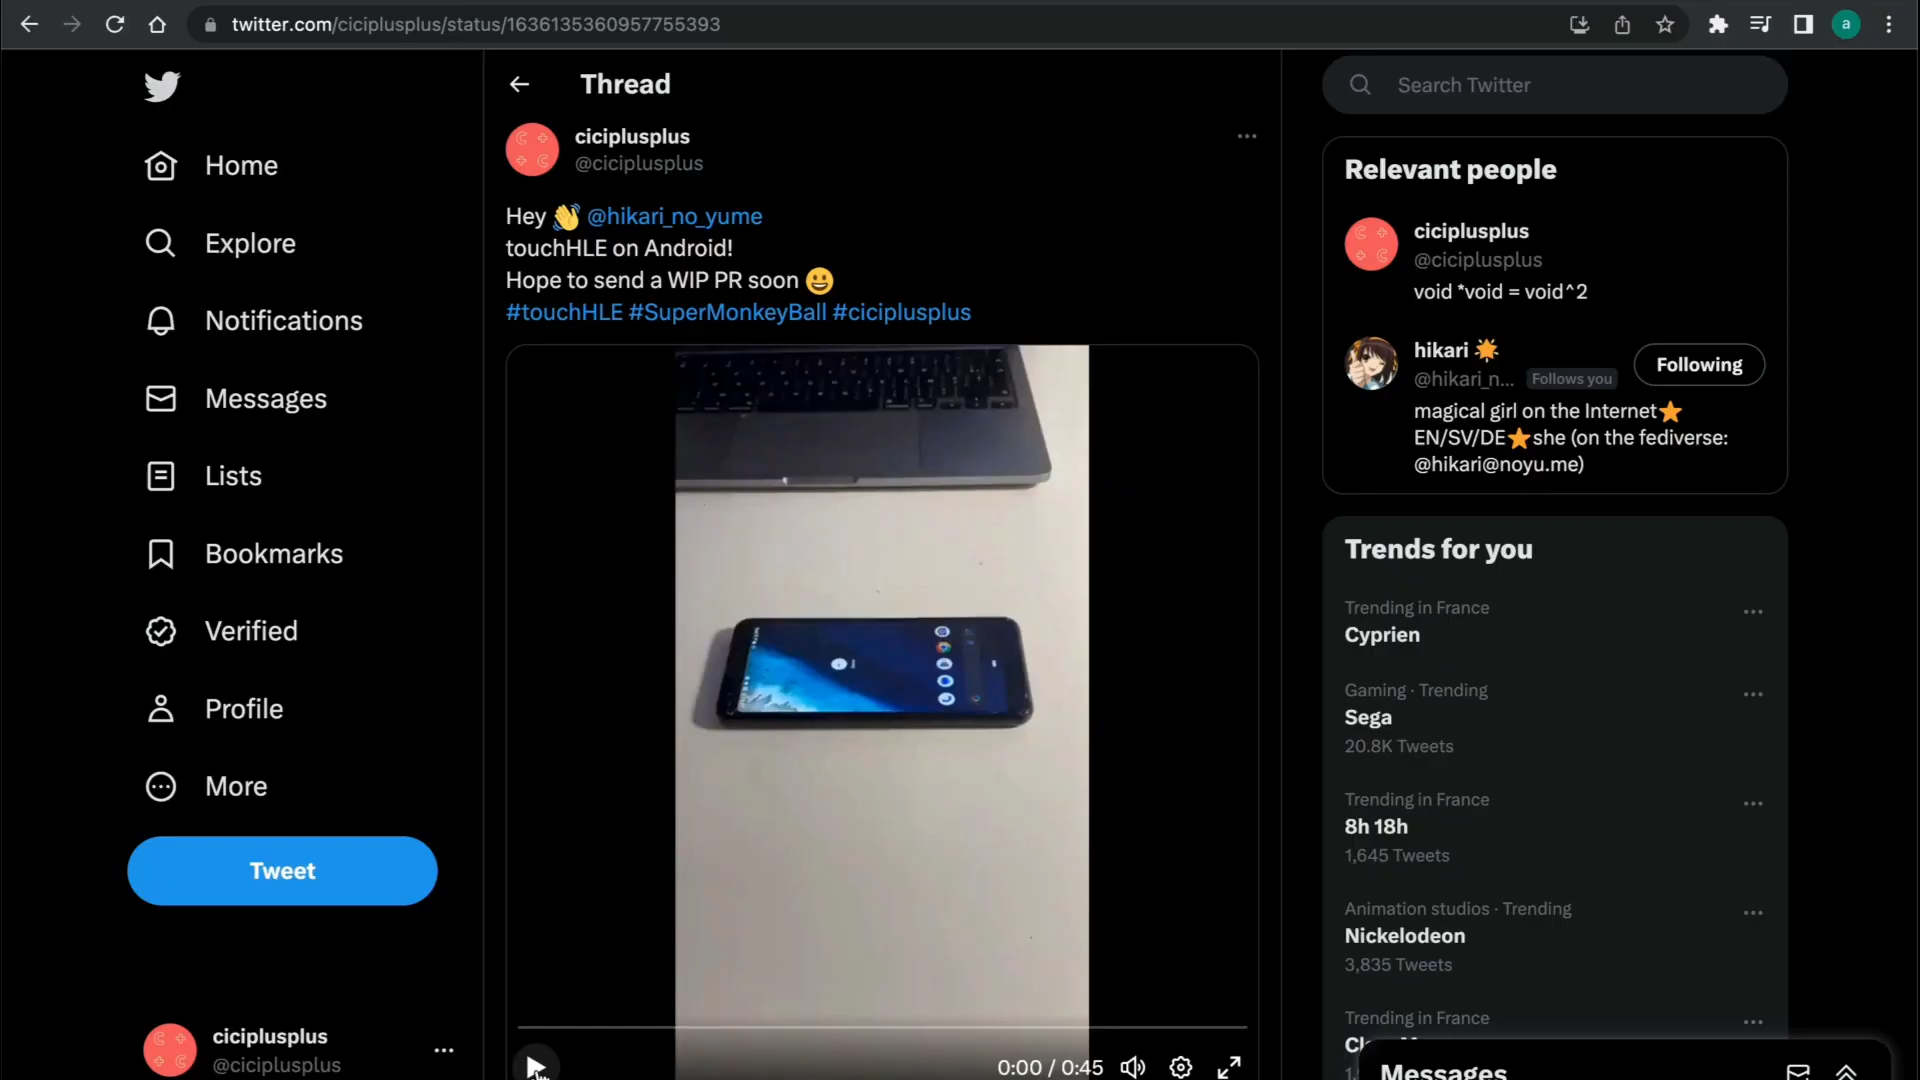 twitter.com/ciciplusplus/status/1636135360957755393
a
Home
Explore
Notifications
Messages
Lists
Bookmarks
Verified
Profile
More
Tweet
ciciplusplus
@ciciplusplus
Thread
ciciplusplus
@ciciplusplus
Hey 👋 @hikari_no_yume
touchHLE on Android!
Hope to send a WIP PR soon 😀
#touchHLE #SuperMonkeyBall #ciciplusplus
0:00 / 0:45
Search Twitter
Relevant people
ciciplusplus
@ciciplusplus
void *void = void^2
hikari 🌟
@hikari_n... Follows you
Following
magical girl on the Internet⭐
EN/SV/DE⭐she (on the fediverse:
@hikari@noyu.me)
Trends for you
Trending in France
Cyprien
Gaming · Trending
Sega
20.8K Tweets
Trending in France
8h 18h
1,645 Tweets
Animation studios · Trending
Nickelodeon
3,835 Tweets
Trending in France
Messages